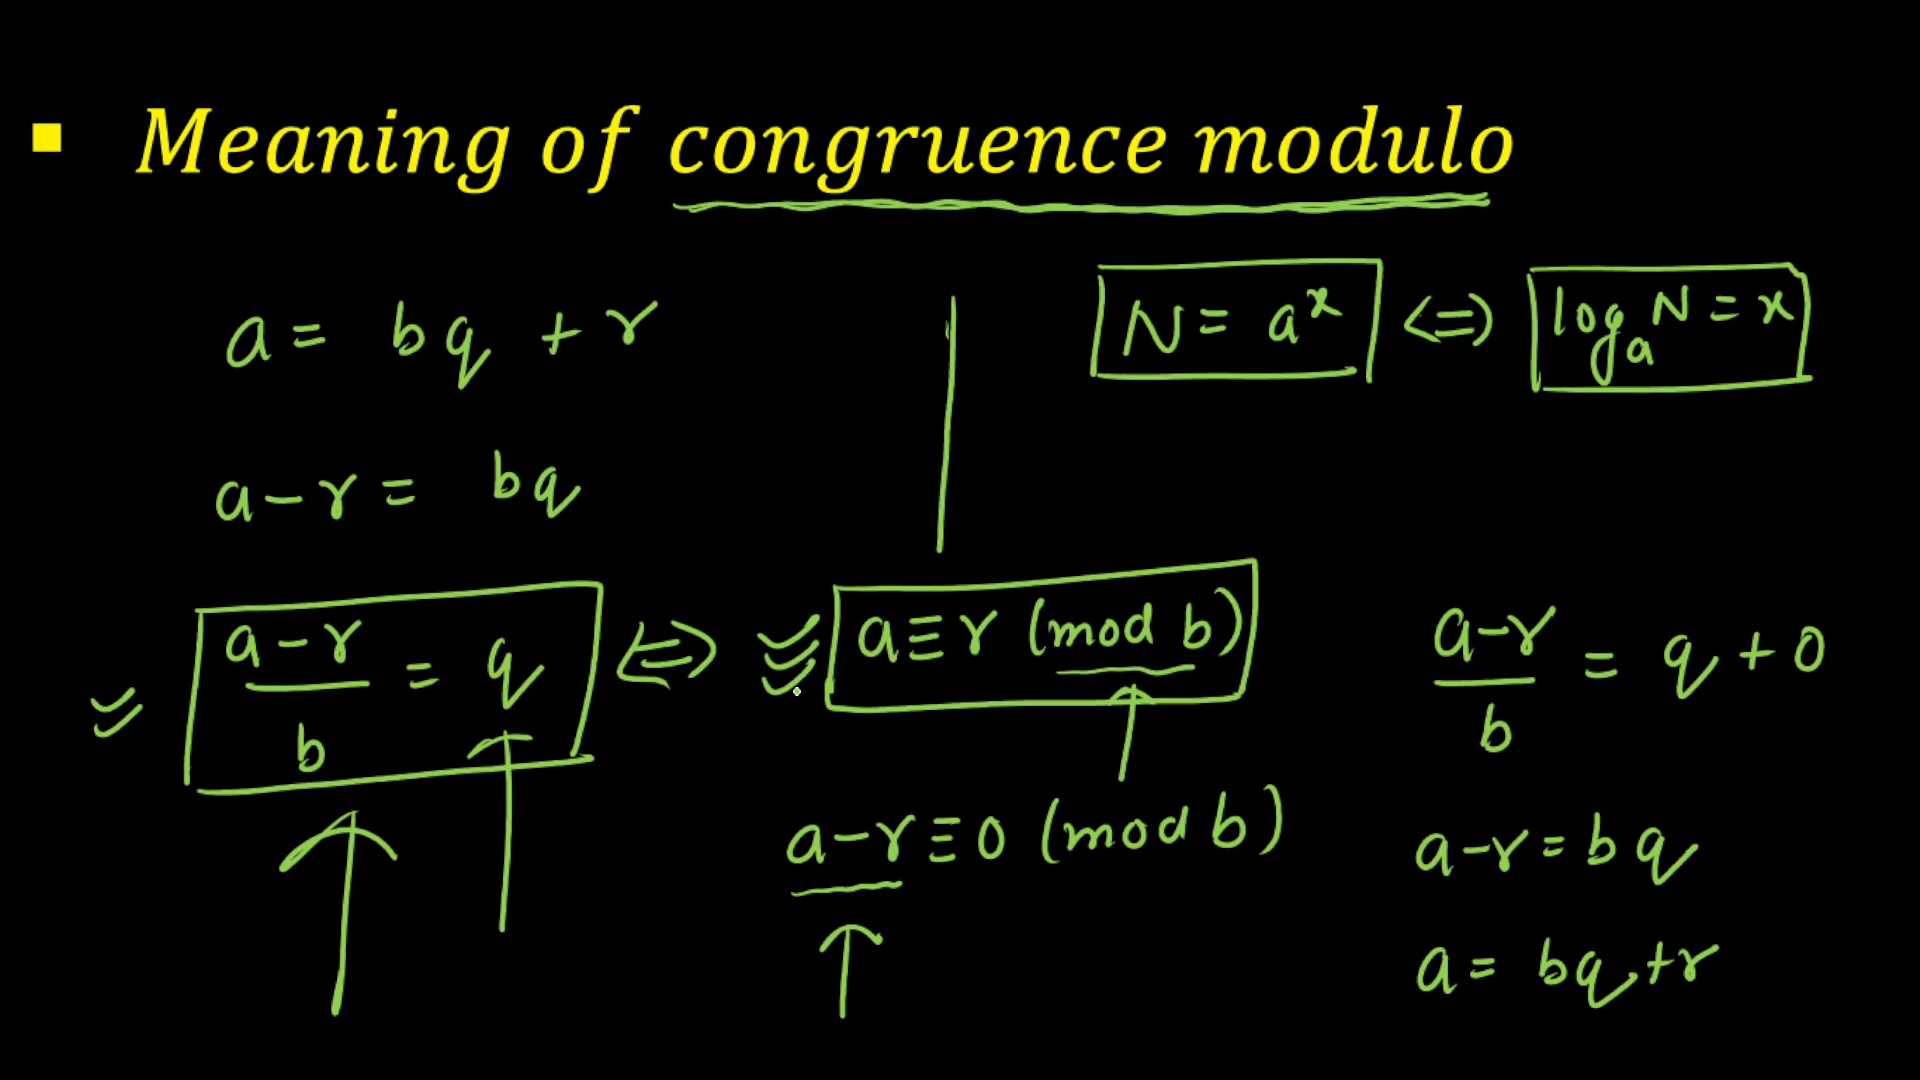 ▪ Meaning of congruence modulo
a = bq + r
N = a^x <=> log_a N = x
a - r = bq
(a - r)/b = q <=> a ≡ r (mod b)
a - r ≡ 0 (mod b)
(a - r)/b = q + 0
a - r = bq
a = bq + r